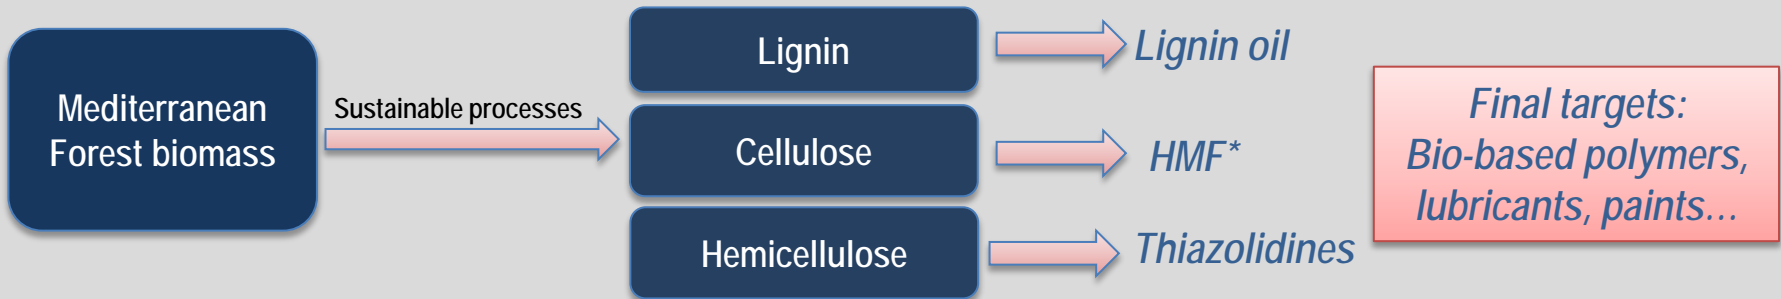 Mediterranean
Forest biomass
Sustainable processes
Lignin
Lignin oil
Cellulose
HMF*
Hemicellulose
Thiazolidines
Final targets:
Bio-based polymers,
lubricants, paints…